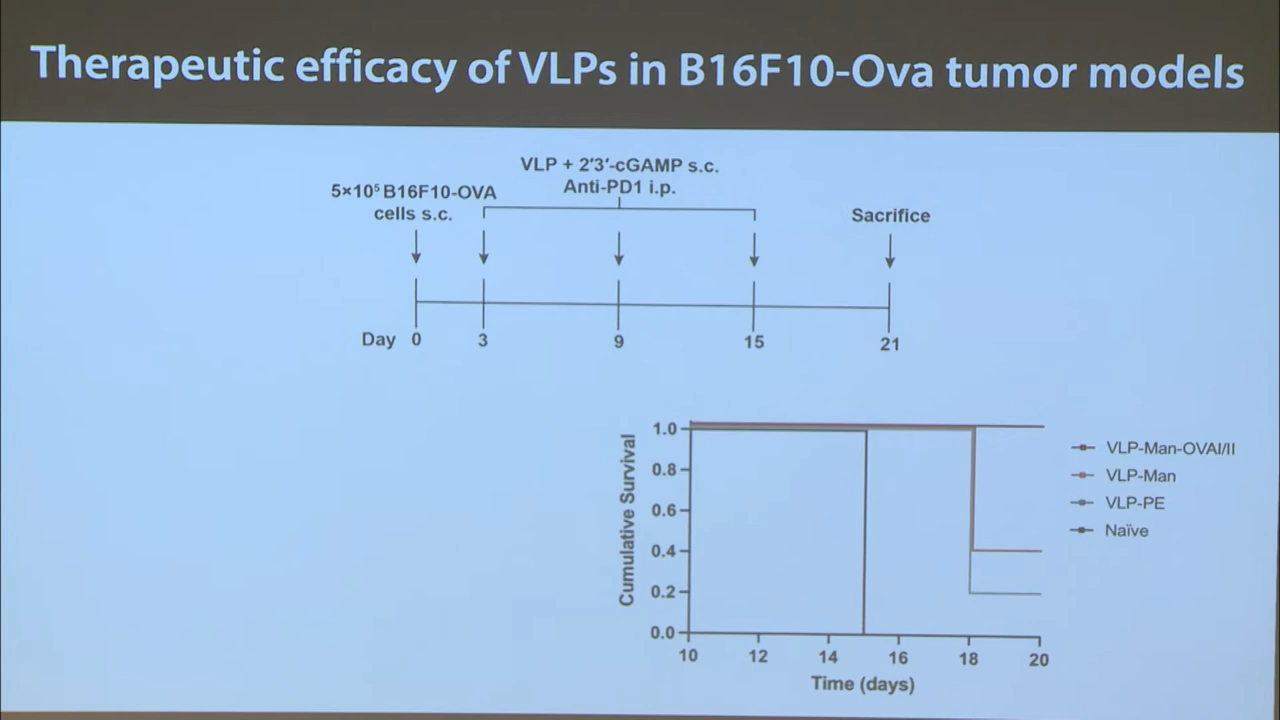 Therapeutic efficacy of VLPs in B16F10-Ova tumor models
VLP + 2′3′-cGAMP s.c.
Anti-PD1 i.p.
5×10⁵ B16F10-OVA
cells s.c.
Sacrifice
Day 0 3 9 15 21
Cumulative Survival
1.0
0.8
0.6
0.4
0.2
0.0
10 12 14 16 18 20
Time (days)
VLP-Man-OVAI/II
VLP-Man
VLP-PE
Naïve